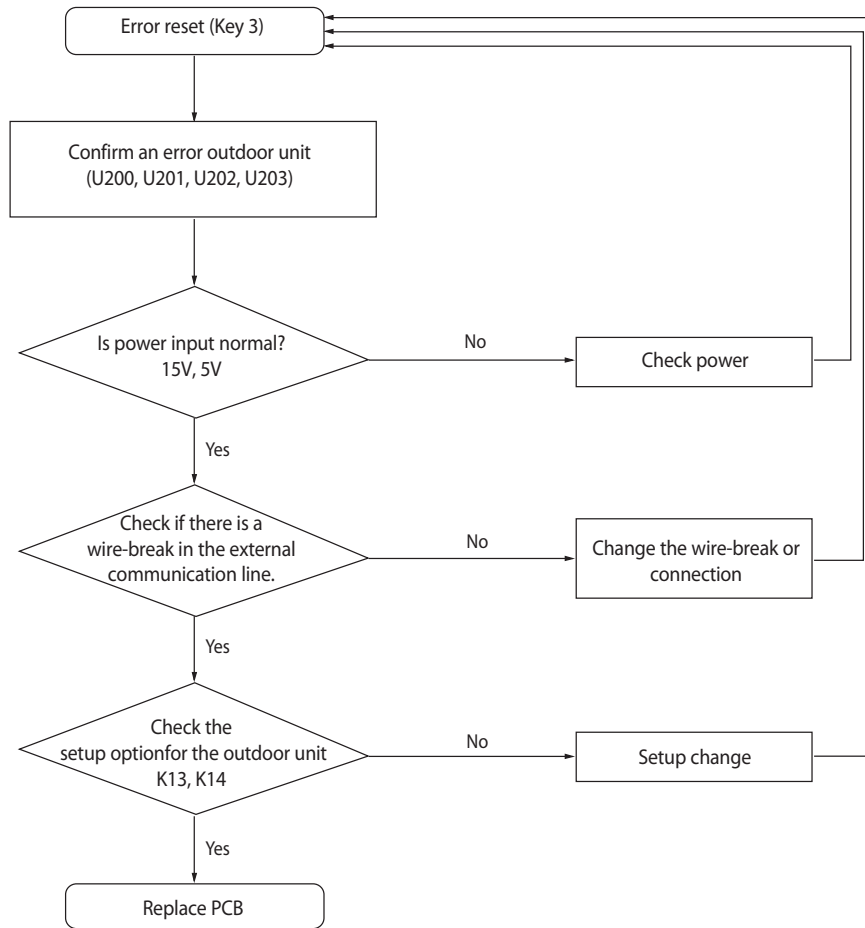 Error reset (Key 3)
Confirm an error outdoor unit
(U200, U201, U202, U203)
Is power input normal?
15V, 5V
No
Check power
Yes
Check if there is a
wire-break in the external
communication line.
No
Change the wire-break or
connection
Yes
Check the
setup optionfor the outdoor unit
K13, K14
No
Setup change
Yes
Replace PCB